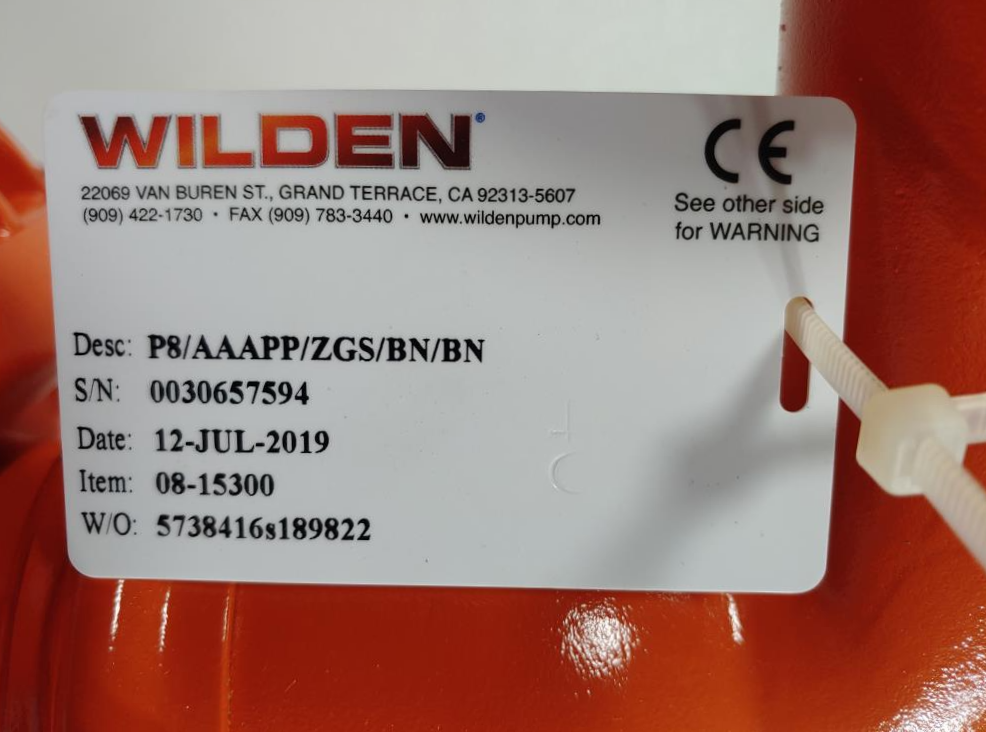 WILDEN®
22069 VAN BUREN ST., GRAND TERRACE, CA 92313-5607
(909) 422-1730 • FAX (909) 783-3440 • www.wildenpump.com
CE
See other side
for WARNING
Desc: P8/AAAPP/ZGS/BN/BN
S/N: 0030657594
Date: 12-JUL-2019
Item: 08-15300
W/O: 5738416s189822